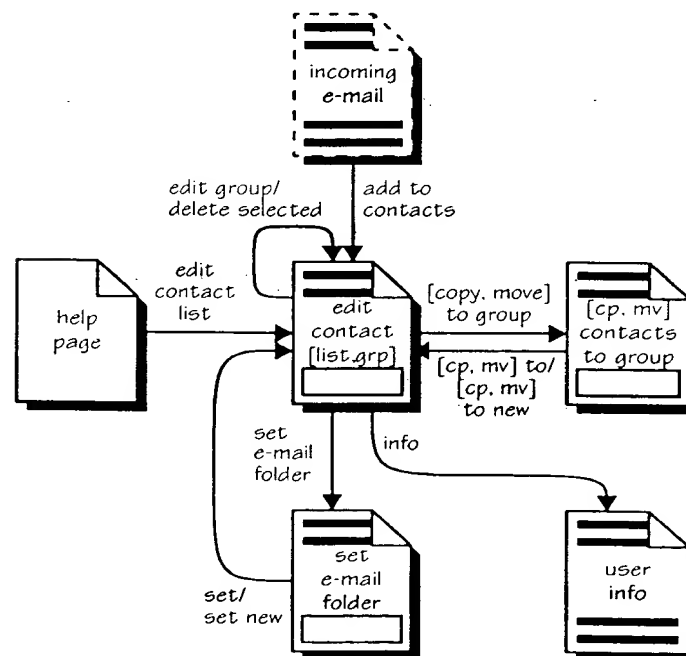 incoming
e-mail
edit group/
delete selected
add to
contacts
help
page
edit
contact
list
edit
contact
[list.grp]
[copy, move]
to group
[cp, mv]
contacts
to group
[cp, mv] to/
[cp, mv]
to new
set
e-mail
folder
info
set/
set new
set
e-mail
folder
user
info